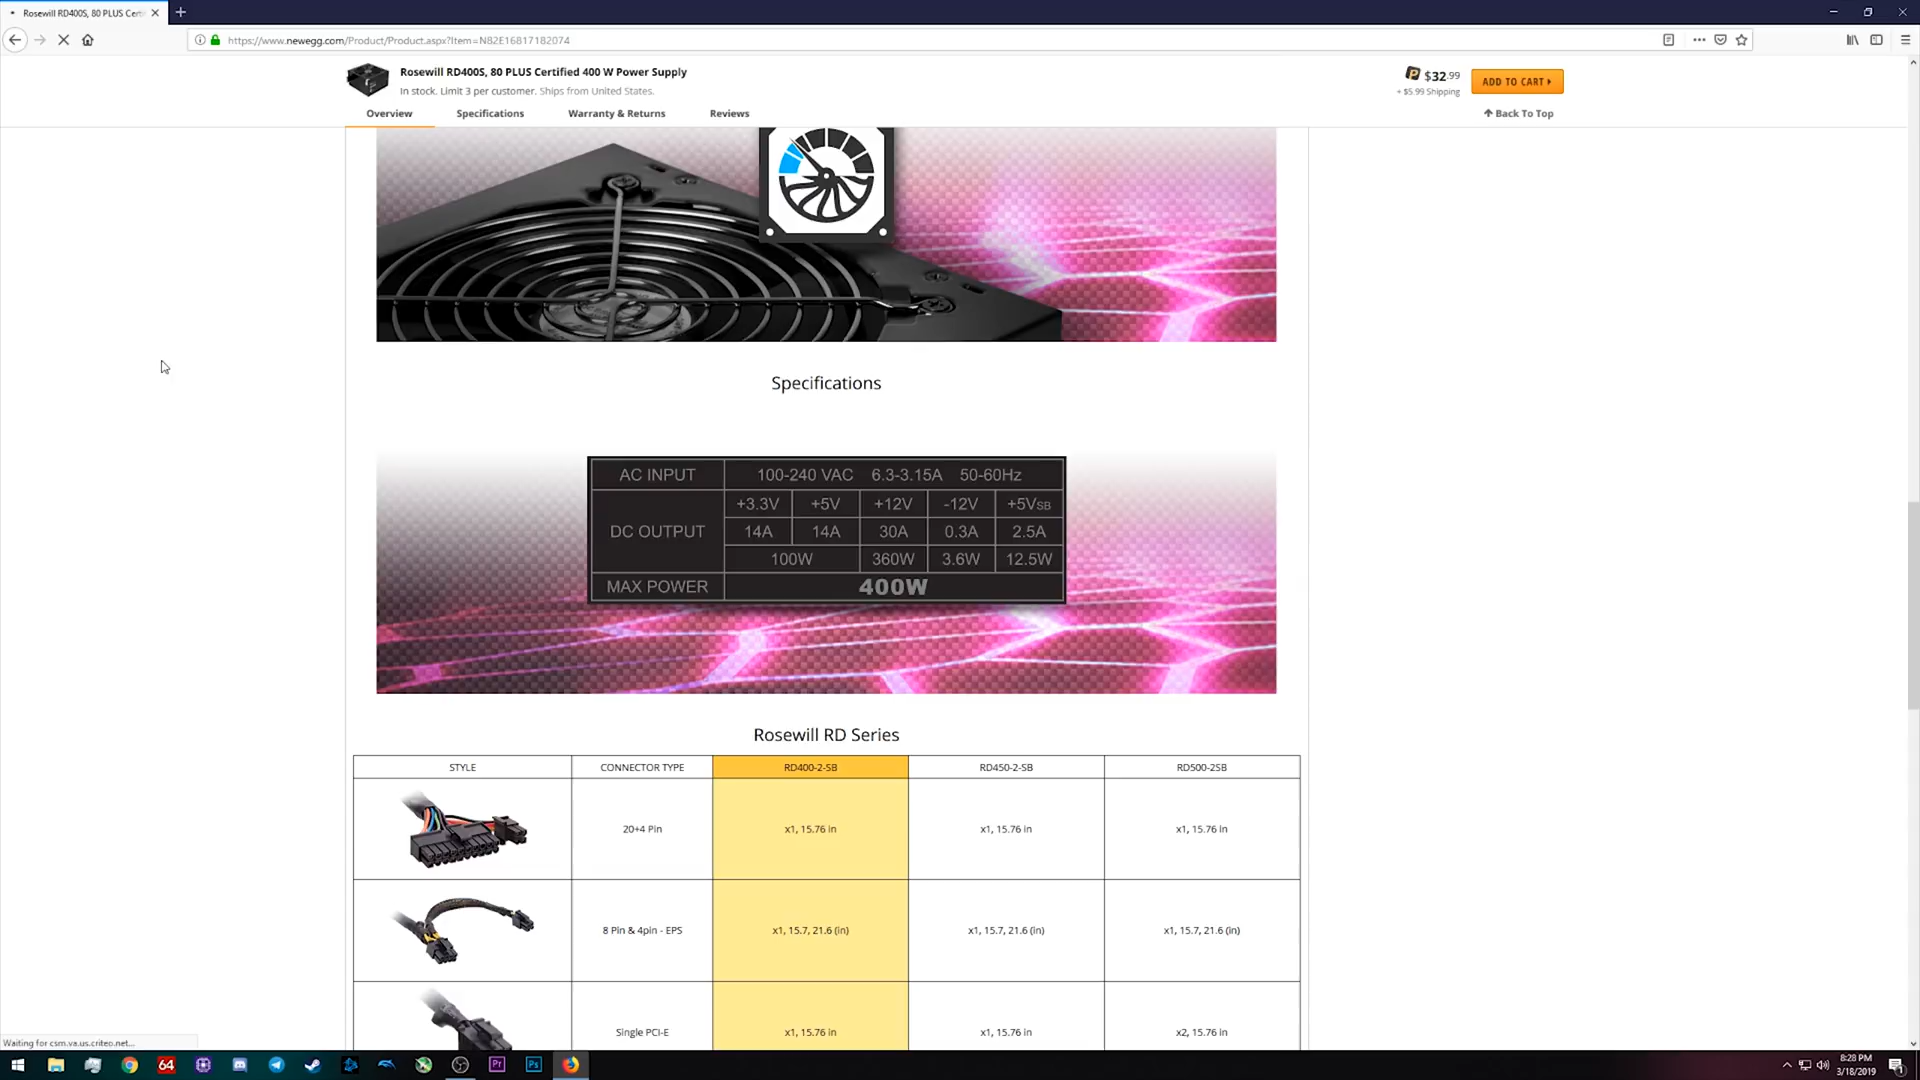 Rosewill RD400S, 80 PLUS Certi
https://www.newegg.com/Product/Product.aspx?Item=N82E16817182074
Rosewill RD400S, 80 PLUS Certified 400 W Power Supply
In stock. Limit 3 per customer. Ships from United States.
$32.99
+ $5.99 Shipping
ADD TO CART
Overview
Specifications
Warranty & Returns
Reviews
Back To Top
Specifications
AC INPUT 100-240 VAC 6.3-3.15A 50-60Hz
+3.3V +5V +12V -12V +5VSB
DC OUTPUT 14A 14A 30A 0.3A 2.5A
100W 360W 3.6W 12.5W
MAX POWER 400W
Rosewill RD Series
STYLE CONNECTOR TYPE RD400-2-SB RD450-2-SB RD500-2SB
20+4 Pin x1, 15.76 in x1, 15.76 in x1, 15.76 in
8 Pin & 4pin - EPS x1, 15.7, 21.6 (in) x1, 15.7, 21.6 (in) x1, 15.7, 21.6 (in)
Single PCI-E x1, 15.76 in x1, 15.76 in x2, 15.76 in
Waiting for csm.va.us.criteo.net...
64
Pr
Ps
8:28 PM
3/18/2019